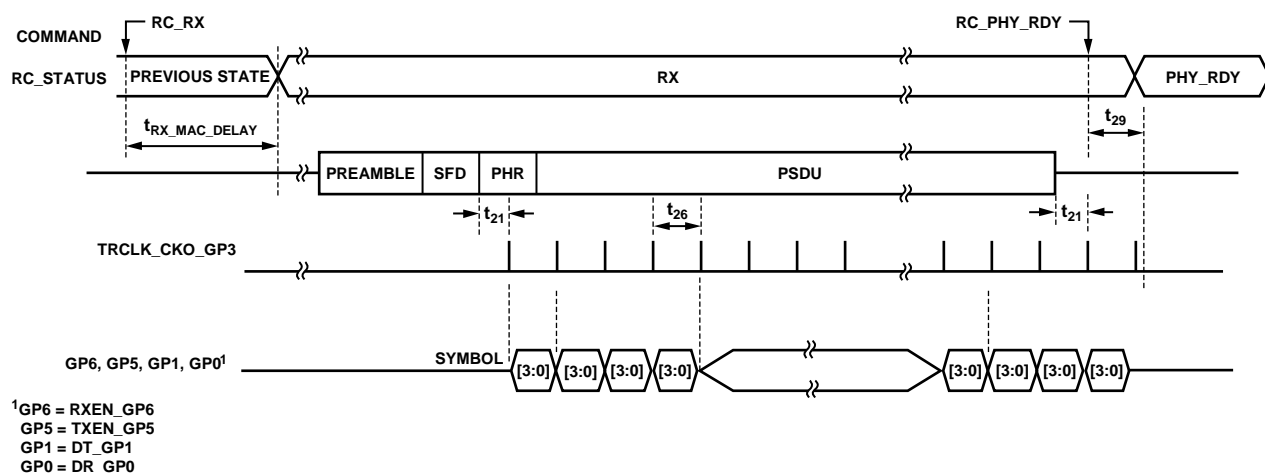 RC_RX
RC_PHY_RDY
COMMAND
RC_STATUS
PREVIOUS STATE
RX
PHY_RDY
tRX_MAC_DELAY
t29
PREAMBLE
SFD
PHR
PSDU
t21
t26
t21
TRCLK_CKO_GP3
GP6, GP5, GP1, GP0¹
SYMBOL
[3:0]
[3:0]
[3:0]
[3:0]
[3:0]
[3:0]
[3:0]
[3:0]
¹GP6 = RXEN_GP6
GP5 = TXEN_GP5
GP1 = DT_GP1
GP0 = DR_GP0